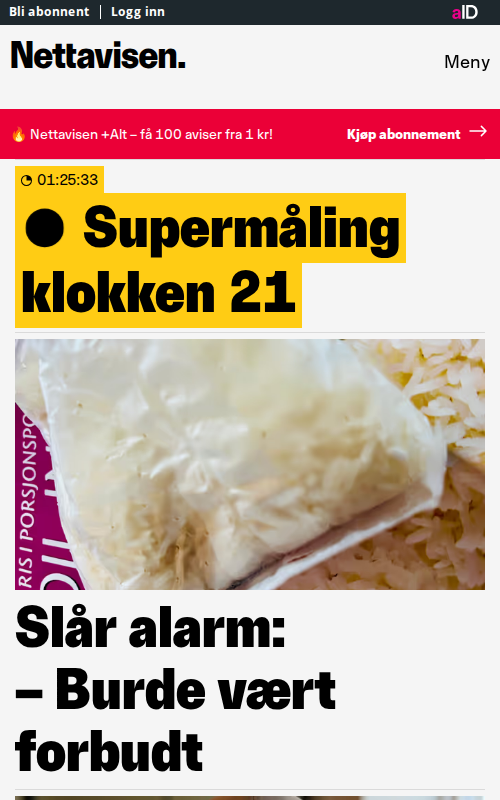 Bli abonnent
Logg inn
aID
Nettavisen.
Meny
🔥 Nettavisen +Alt – få 100 aviser fra 1 kr!
Kjøp abonnement →
01:25:33
● Supermåling
klokken 21
RIS I PORSJONSPO
Slår alarm:
– Burde vært
forbudt